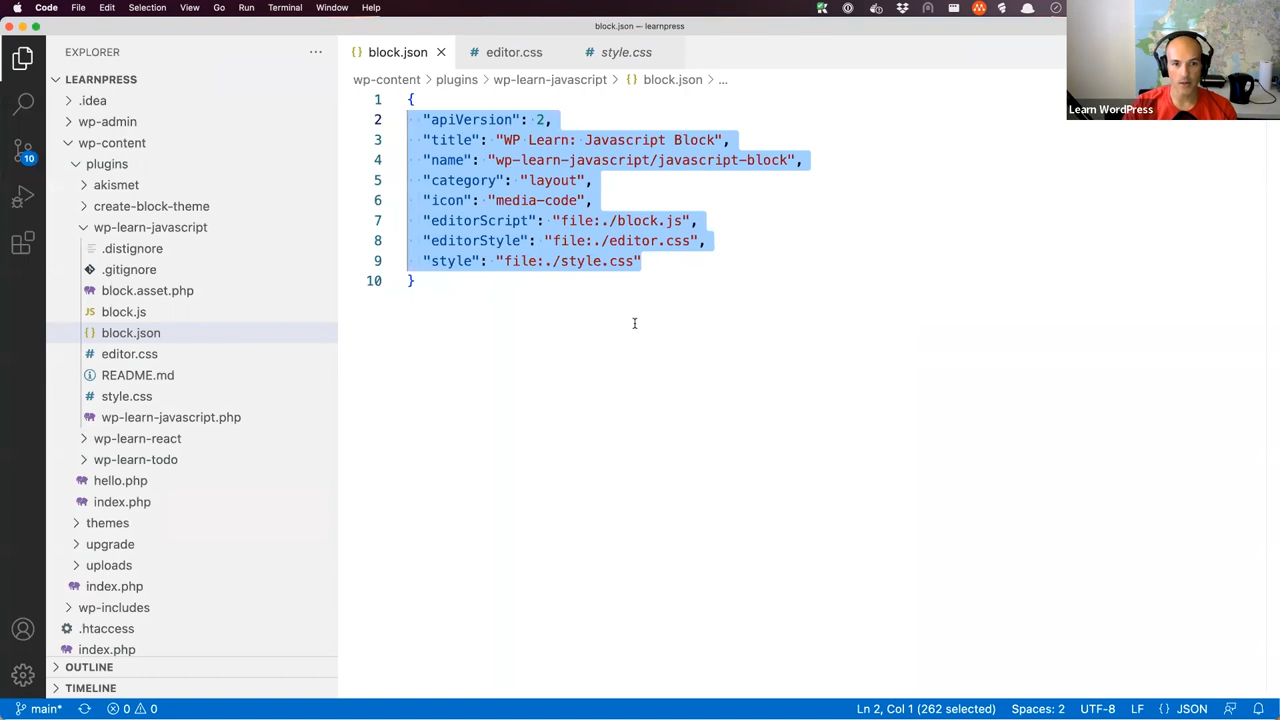 Code File Edit Selection View Go Run Terminal Window Help
block.json — learnpress
EXPLORER
block.json
editor.css
style.css
LEARNPRESS
wp-content > plugins > wp-learn-javascript > {} block.json > ...
.idea
wp-admin
wp-content
plugins
akismet
create-block-theme
wp-learn-javascript
.distignore
.gitignore
block.asset.php
JS block.js
{} block.json
# editor.css
README.md
# style.css
wp-learn-javascript.php
wp-learn-react
wp-learn-todo
hello.php
index.php
themes
upgrade
uploads
index.php
wp-includes
.htaccess
index.php
OUTLINE
TIMELINE
1 {
2 "apiVersion": 2,
3 "title": "WP Learn: Javascript Block",
4 "name": "wp-learn-javascript/javascript-block",
5 "category": "layout",
6 "icon": "media-code",
7 "editorScript": "file:./block.js",
8 "editorStyle": "file:./editor.css",
9 "style": "file:./style.css"
10 }
Learn WordPress
10
main* 0 0 Ln 2, Col 1 (262 selected) Spaces: 2 UTF-8 LF {} JSON